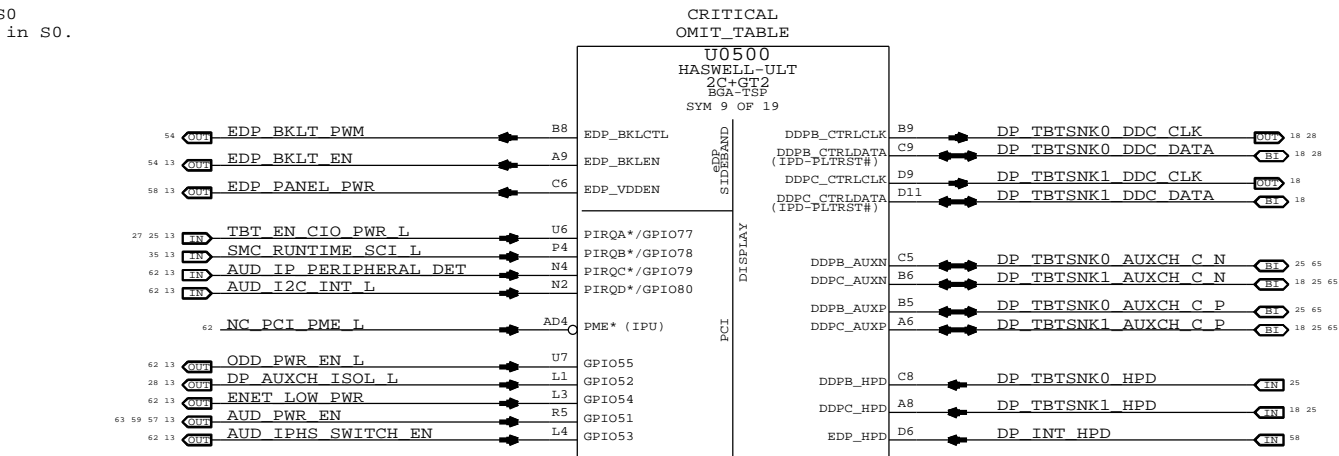 S0
in S0.
CRITICAL
OMIT_TABLE
U0500
HASWELL-ULT
2C+GT2
BGA-TSP
SYM 9 OF 19
54 OUT EDP_BKLT_PWM B8 EDP_BKLCTL
54 13 OUT EDP_BKLT_EN A9 EDP_BKLEN
58 13 OUT EDP_PANEL_PWR C6 EDP_VDDEN
eDP
SIDEBAND
27 25 13 IN TBT_EN_CIO_PWR_L U6 PIRQA*/GPIO77
35 13 IN SMC_RUNTIME_SCI_L P4 PIRQB*/GPIO78
62 13 IN AUD_IP_PERIPHERAL_DET N4 PIRQC*/GPIO79
62 13 IN AUD_I2C_INT_L N2 PIRQD*/GPIO80
62 NC_PCI_PME_L AD4 PME* (IPU)
62 13 OUT ODD_PWR_EN_L U7 GPIO55
28 13 OUT DP_AUXCH_ISOL_L L1 GPIO52
62 13 OUT ENET_LOW_PWR L3 GPIO54
63 59 57 13 OUT AUD_PWR_EN R5 GPIO51
62 13 OUT AUD_IPHS_SWITCH_EN L4 GPIO53
PCI
DISPLAY
DDPB_CTRLCLK B9 DP_TBTSNK0_DDC_CLK OUT 18 28
DDPB_CTRLDATA C9 DP_TBTSNK0_DDC_DATA BI 18 28
(IPD-PLTRST#)
DDPC_CTRLCLK D9 DP_TBTSNK1_DDC_CLK OUT 18
DDPC_CTRLDATA D11 DP_TBTSNK1_DDC_DATA BI 18
(IPD-PLTRST#)
DDPB_AUXN C5 DP_TBTSNK0_AUXCH_C_N BI 25 65
DDPC_AUXN B6 DP_TBTSNK1_AUXCH_C_N BI 18 25 65
DDPB_AUXP B5 DP_TBTSNK0_AUXCH_C_P BI 25 65
DDPC_AUXP A6 DP_TBTSNK1_AUXCH_C_P BI 18 25 65
DDPB_HPD C8 DP_TBTSNK0_HPD IN 25
DDPC_HPD A8 DP_TBTSNK1_HPD IN 18 25
EDP_HPD D6 DP_INT_HPD IN 58